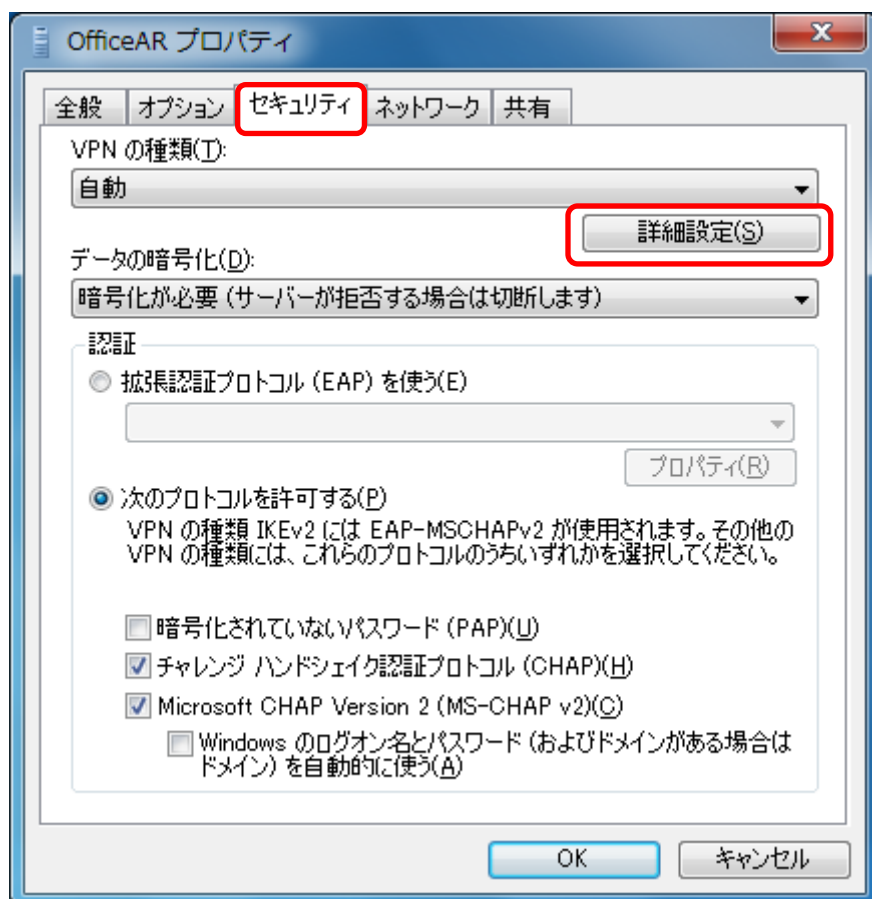 OfficeAR プロパティ
全般 オプション セキュリティ ネットワーク 共有
VPN の種類(T):
自動
詳細設定(S)
データの暗号化(D):
暗号化が必要 (サーバーが拒否する場合は切断します)
認証
拡張認証プロトコル (EAP) を使う(E)
プロパティ(R)
次のプロトコルを許可する(P)
VPN の種類 IKEv2 には EAP-MSCHAPv2 が使用されます。その他の
VPN の種類には、これらのプロトコルのうちいずれかを選択してください。
暗号化されていないパスワード (PAP)(U)
チャレンジ ハンドシェイク認証プロトコル (CHAP)(H)
Microsoft CHAP Version 2 (MS-CHAP v2)(C)
Windows のログオン名とパスワード (およびドメインがある場合は
ドメイン) を自動的に使う(A)
OK キャンセル